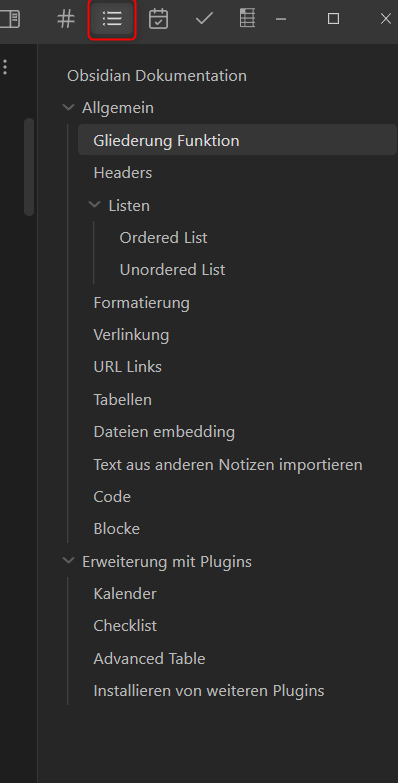 Obsidian Dokumentation
Allgemein
Gliederung Funktion
Headers
Listen
Ordered List
Unordered List
Formatierung
Verlinkung
URL Links
Tabellen
Dateien embedding
Text aus anderen Notizen importieren
Code
Blocke
Erweiterung mit Plugins
Kalender
Checklist
Advanced Table
Installieren von weiteren Plugins